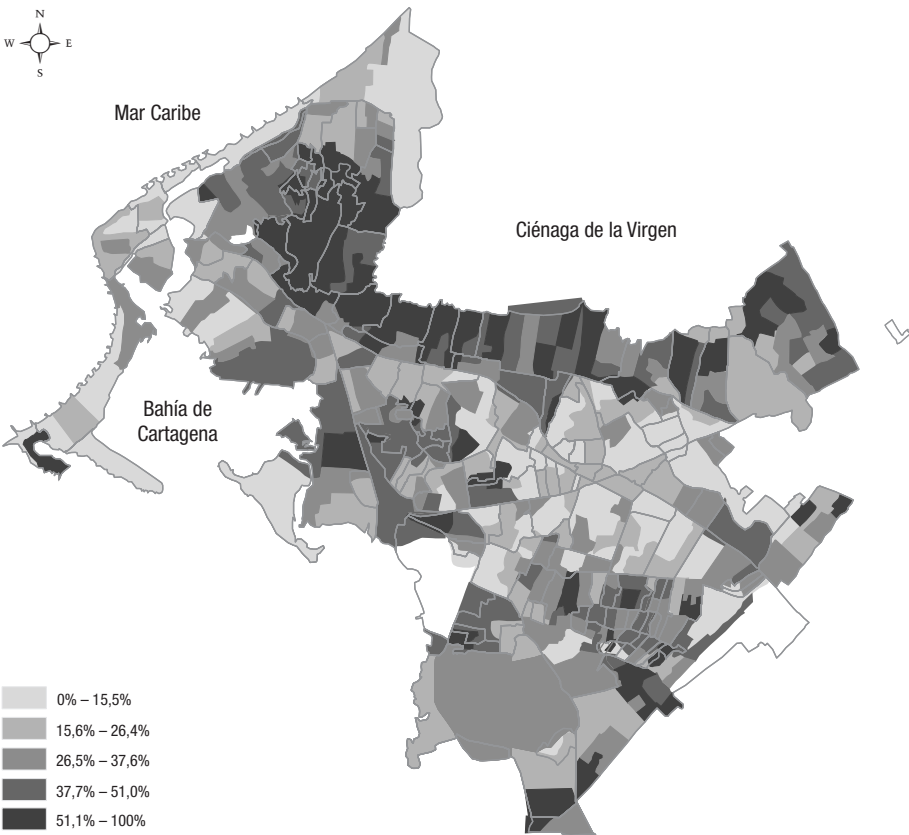 N
W E
S
Mar Caribe
Ciénaga de la Virgen
Bahía de
Cartagena
0% – 15,5%
15,6% – 26,4%
26,5% – 37,6%
37,7% – 51,0%
51,1% – 100%